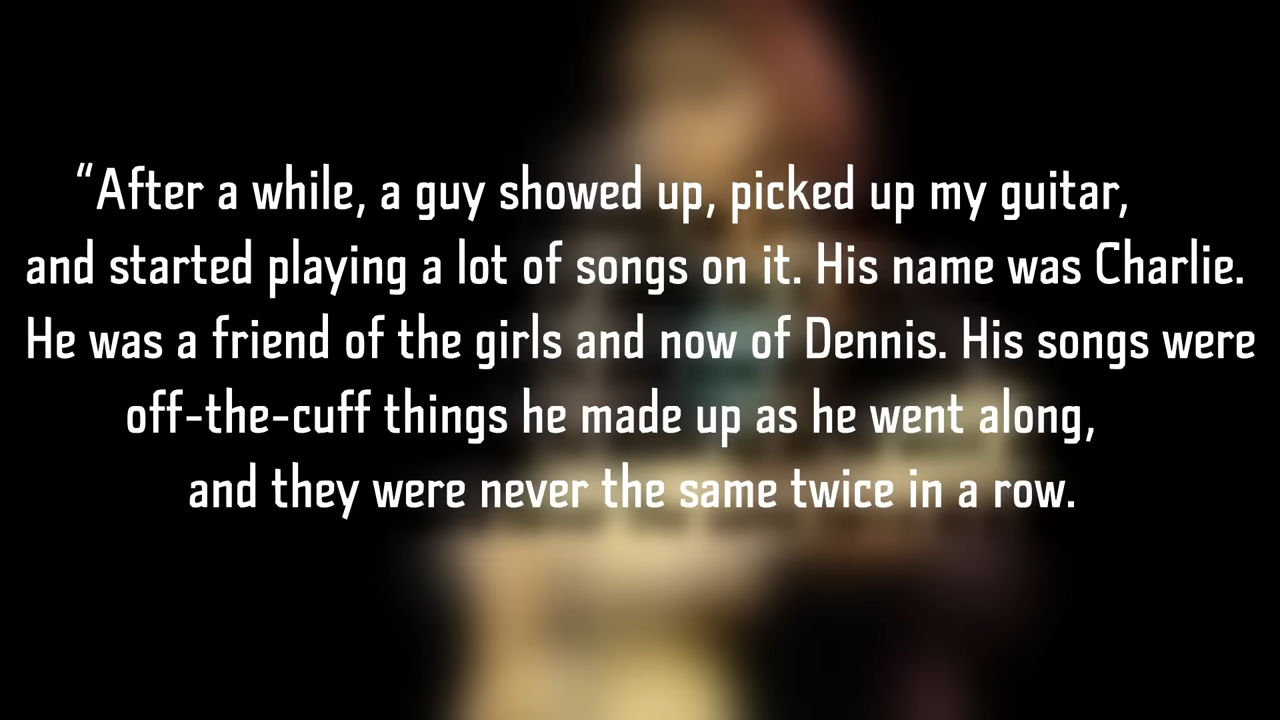 “After a while, a guy showed up, picked up my guitar,
and started playing a lot of songs on it. His name was Charlie.
He was a friend of the girls and now of Dennis. His songs were
off-the-cuff things he made up as he went along,
and they were never the same twice in a row.